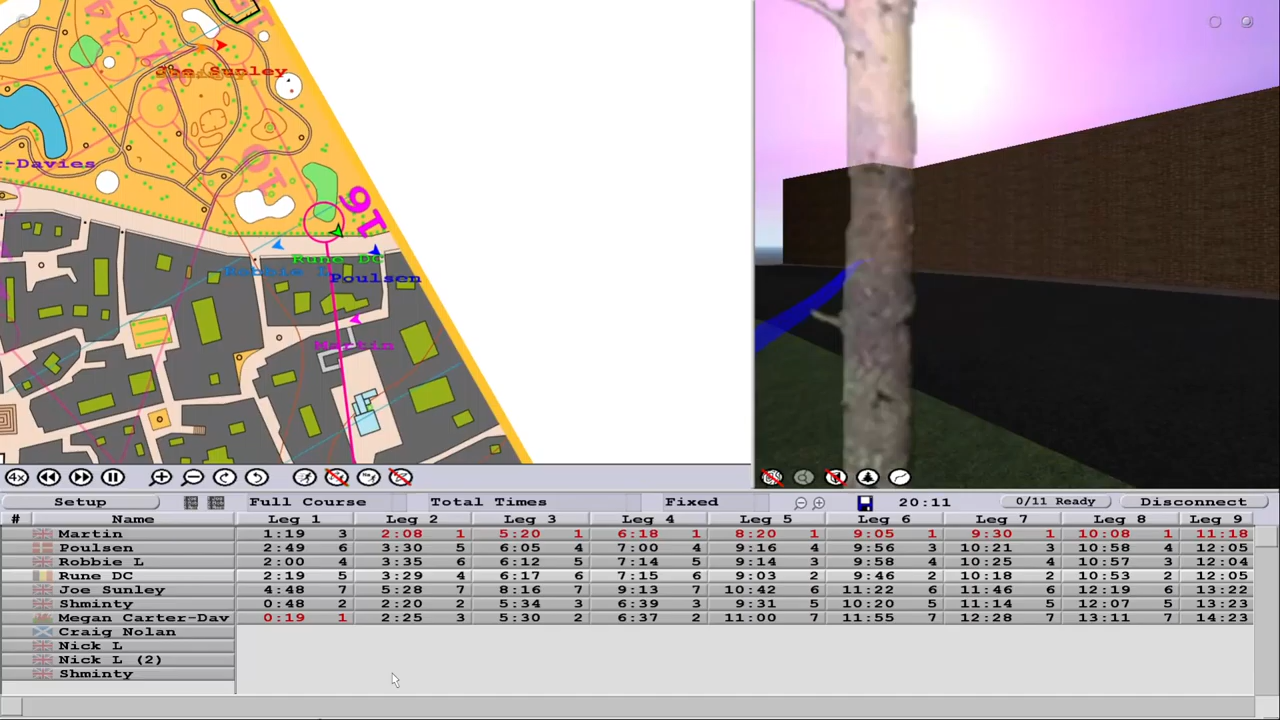 Joe Sunley
-Davies
16
Rune DC
Robbie L
Poulsen
Martin
4x
Setup Full Course Total Times Fixed 20:11 0/11 Ready Disconnect
# Name Leg 1 Leg 2 Leg 3 Leg 4 Leg 5 Leg 6 Leg 7 Leg 8 Leg 9
Martin 1:19 3 2:08 1 5:20 1 6:18 1 8:20 1 9:05 1 9:30 1 10:08 1 11:18
Poulsen 2:49 6 3:30 5 6:05 4 7:00 4 9:16 4 9:56 3 10:21 3 10:58 4 12:05
Robbie L 2:00 4 3:35 6 6:12 5 7:14 5 9:14 3 9:58 4 10:25 4 10:57 3 12:04
Rune DC 2:19 5 3:29 4 6:17 6 7:15 6 9:03 2 9:46 2 10:18 2 10:53 2 12:05
Joe Sunley 4:48 7 5:28 7 8:16 7 9:13 7 10:42 6 11:22 6 11:46 6 12:19 6 13:22
Shminty 0:48 2 2:20 2 5:34 3 6:39 3 9:31 5 10:20 5 11:14 5 12:07 5 13:23
Megan Carter-Dav 0:19 1 2:25 3 5:30 2 6:37 2 11:00 7 11:55 7 12:28 7 13:11 7 14:23
Craig Nolan
Nick L
Nick L (2)
Shminty